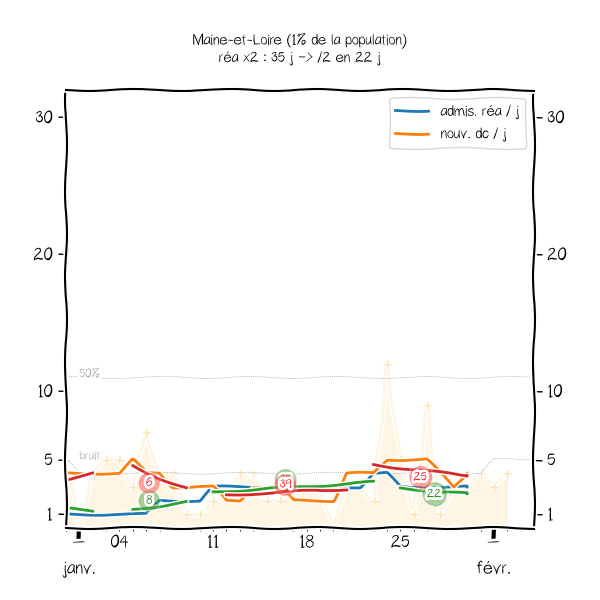 Maine-et-Loire (1% de la population)
réa x2 : 35 j -> /2 en 22 j
admis. réa / j
nouv. dc / j
30 30
20 20
50%
10 10
bruit
5 5
6
8
39
25
22
1 1
04 11 18 25
janv. févr.